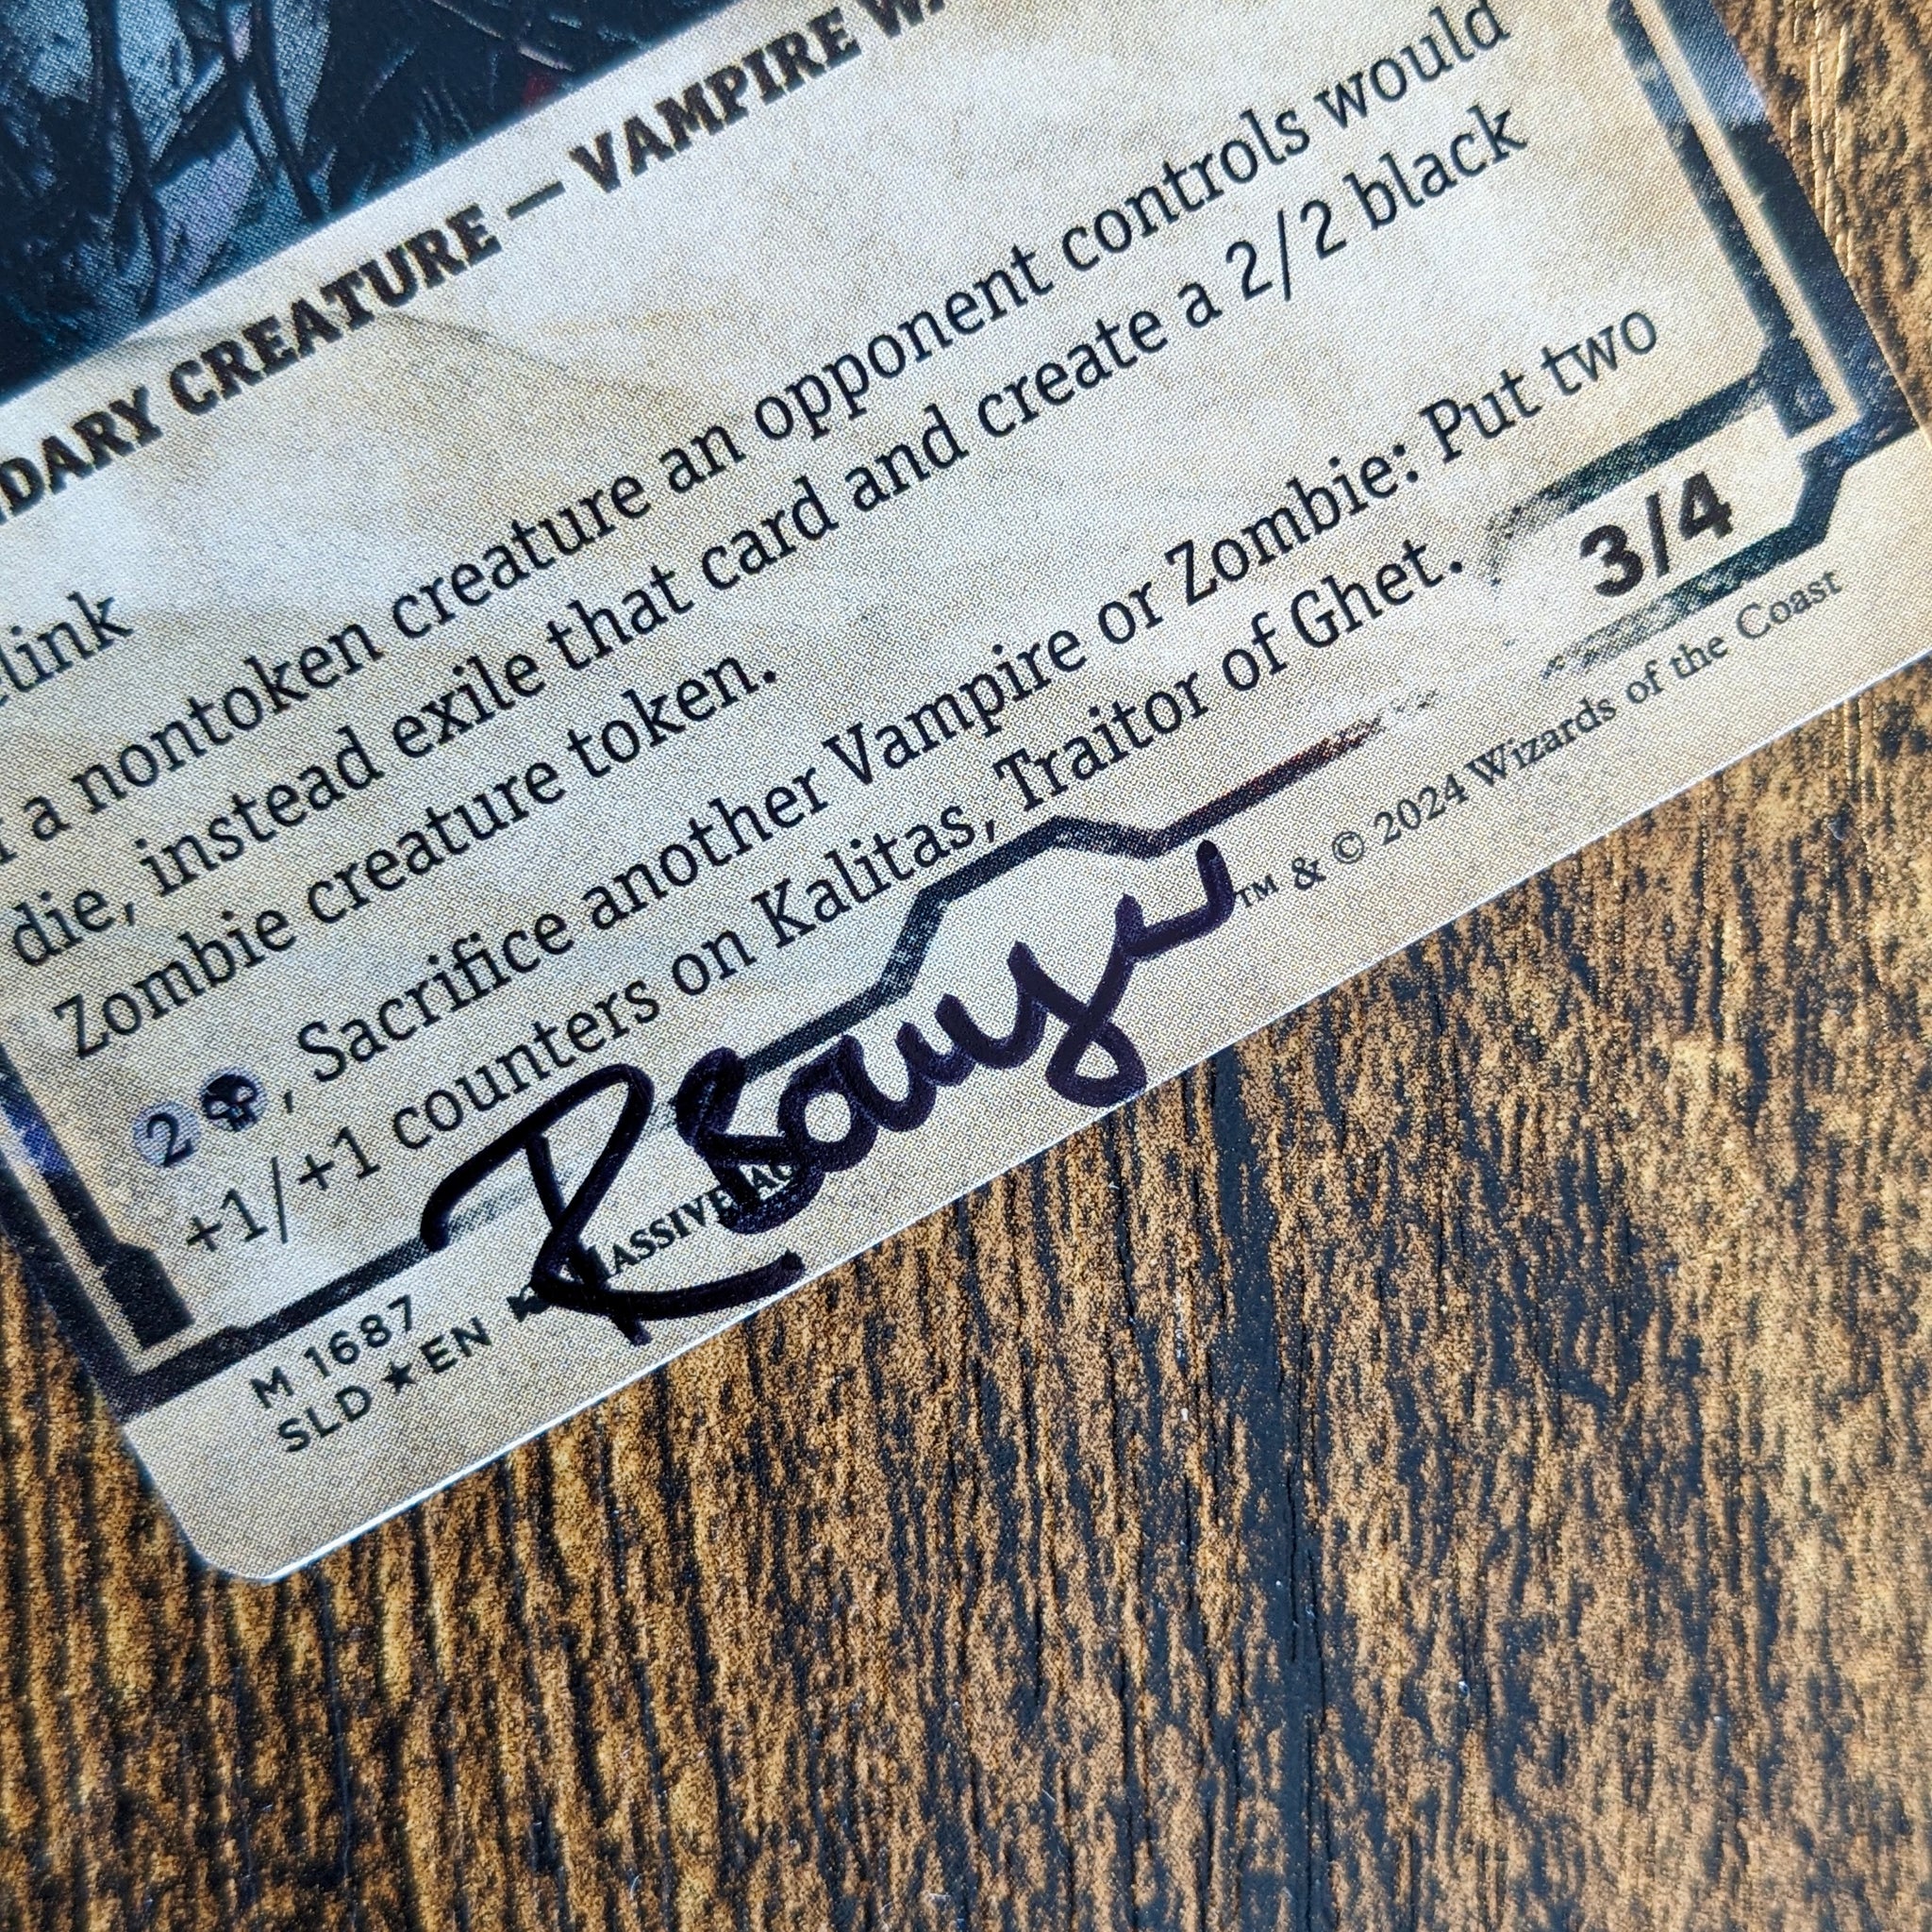 DARY CREATURE — VAMPIRE
a nontoken creature an opponent controls would
die, instead exile that card and create a 2/2 black
Zombie creature token.
2, Sacrifice another Vampire or Zombie: Put two
+1/+1 counters on Kalitas, Traitor of Ghet.
3/4
M 1687
SLD★EN
™ & © 2024 Wizards of the Coast